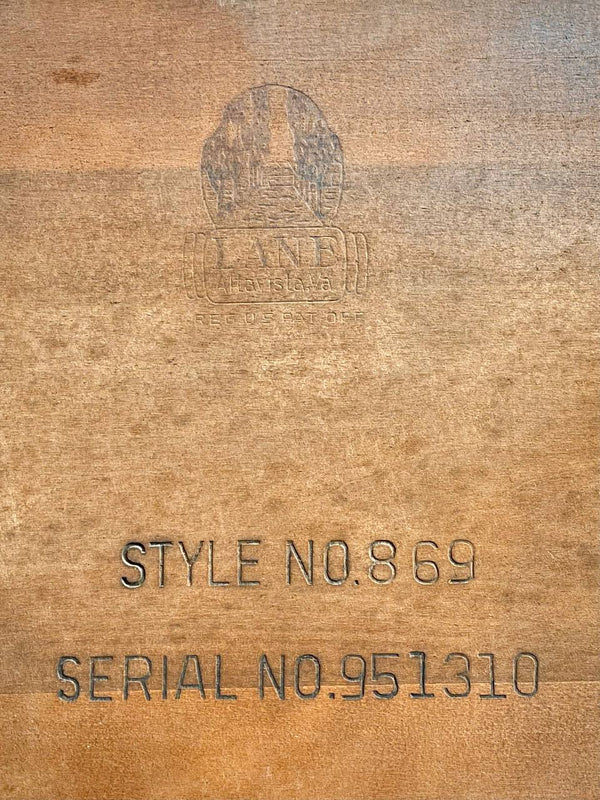 LANE
Altavista, Va.
REG. U.S. PAT. OFF.
STYLE NO.869
SERIAL NO.951310